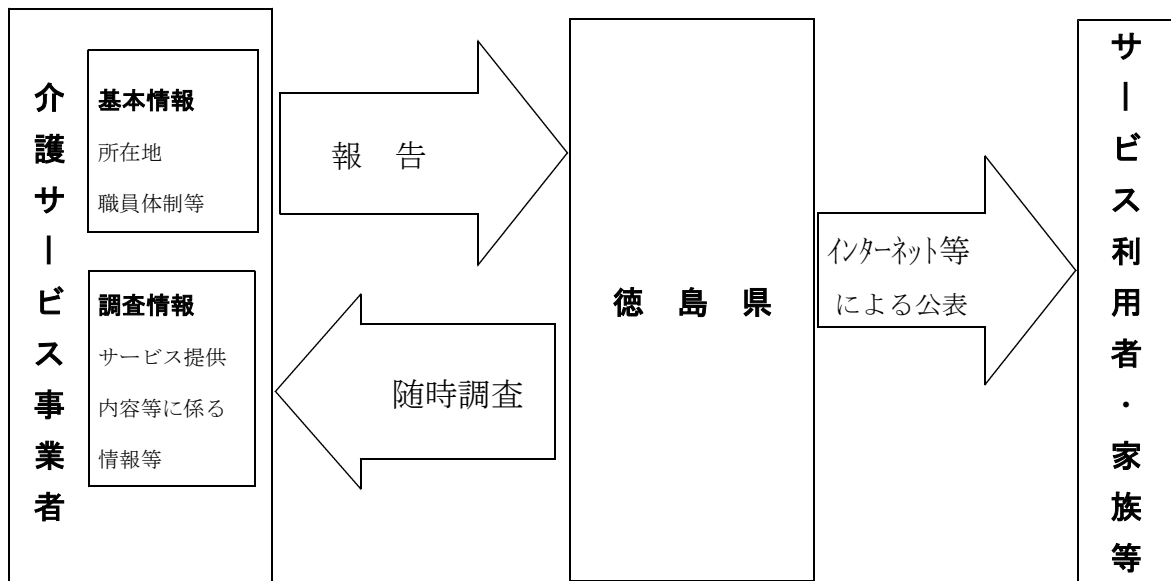 介護サービス事業者
基本情報
所在地
職員体制等
調査情報
サービス提供
内容等に係る
情報等
報 告
随時調査
徳 島 県
インターネット等
による公表
サービス利用者・家族等